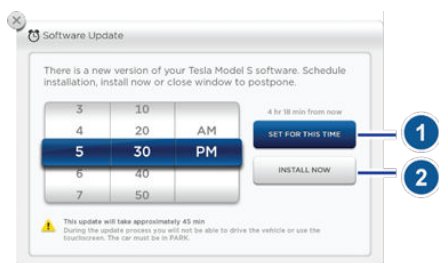 Software Update
There is a new version of your Tesla Model S software. Schedule
installation, install now or close window to postpone.
3 10
4 20 AM
5 30 PM
6 40
7 50
4 hr 18 min from now
SET FOR THIS TIME
1
INSTALL NOW
2
This update will take approximately 45 min
During the update process you will not be able to drive the vehicle or use the
touchscreen. The car must be in PARK.